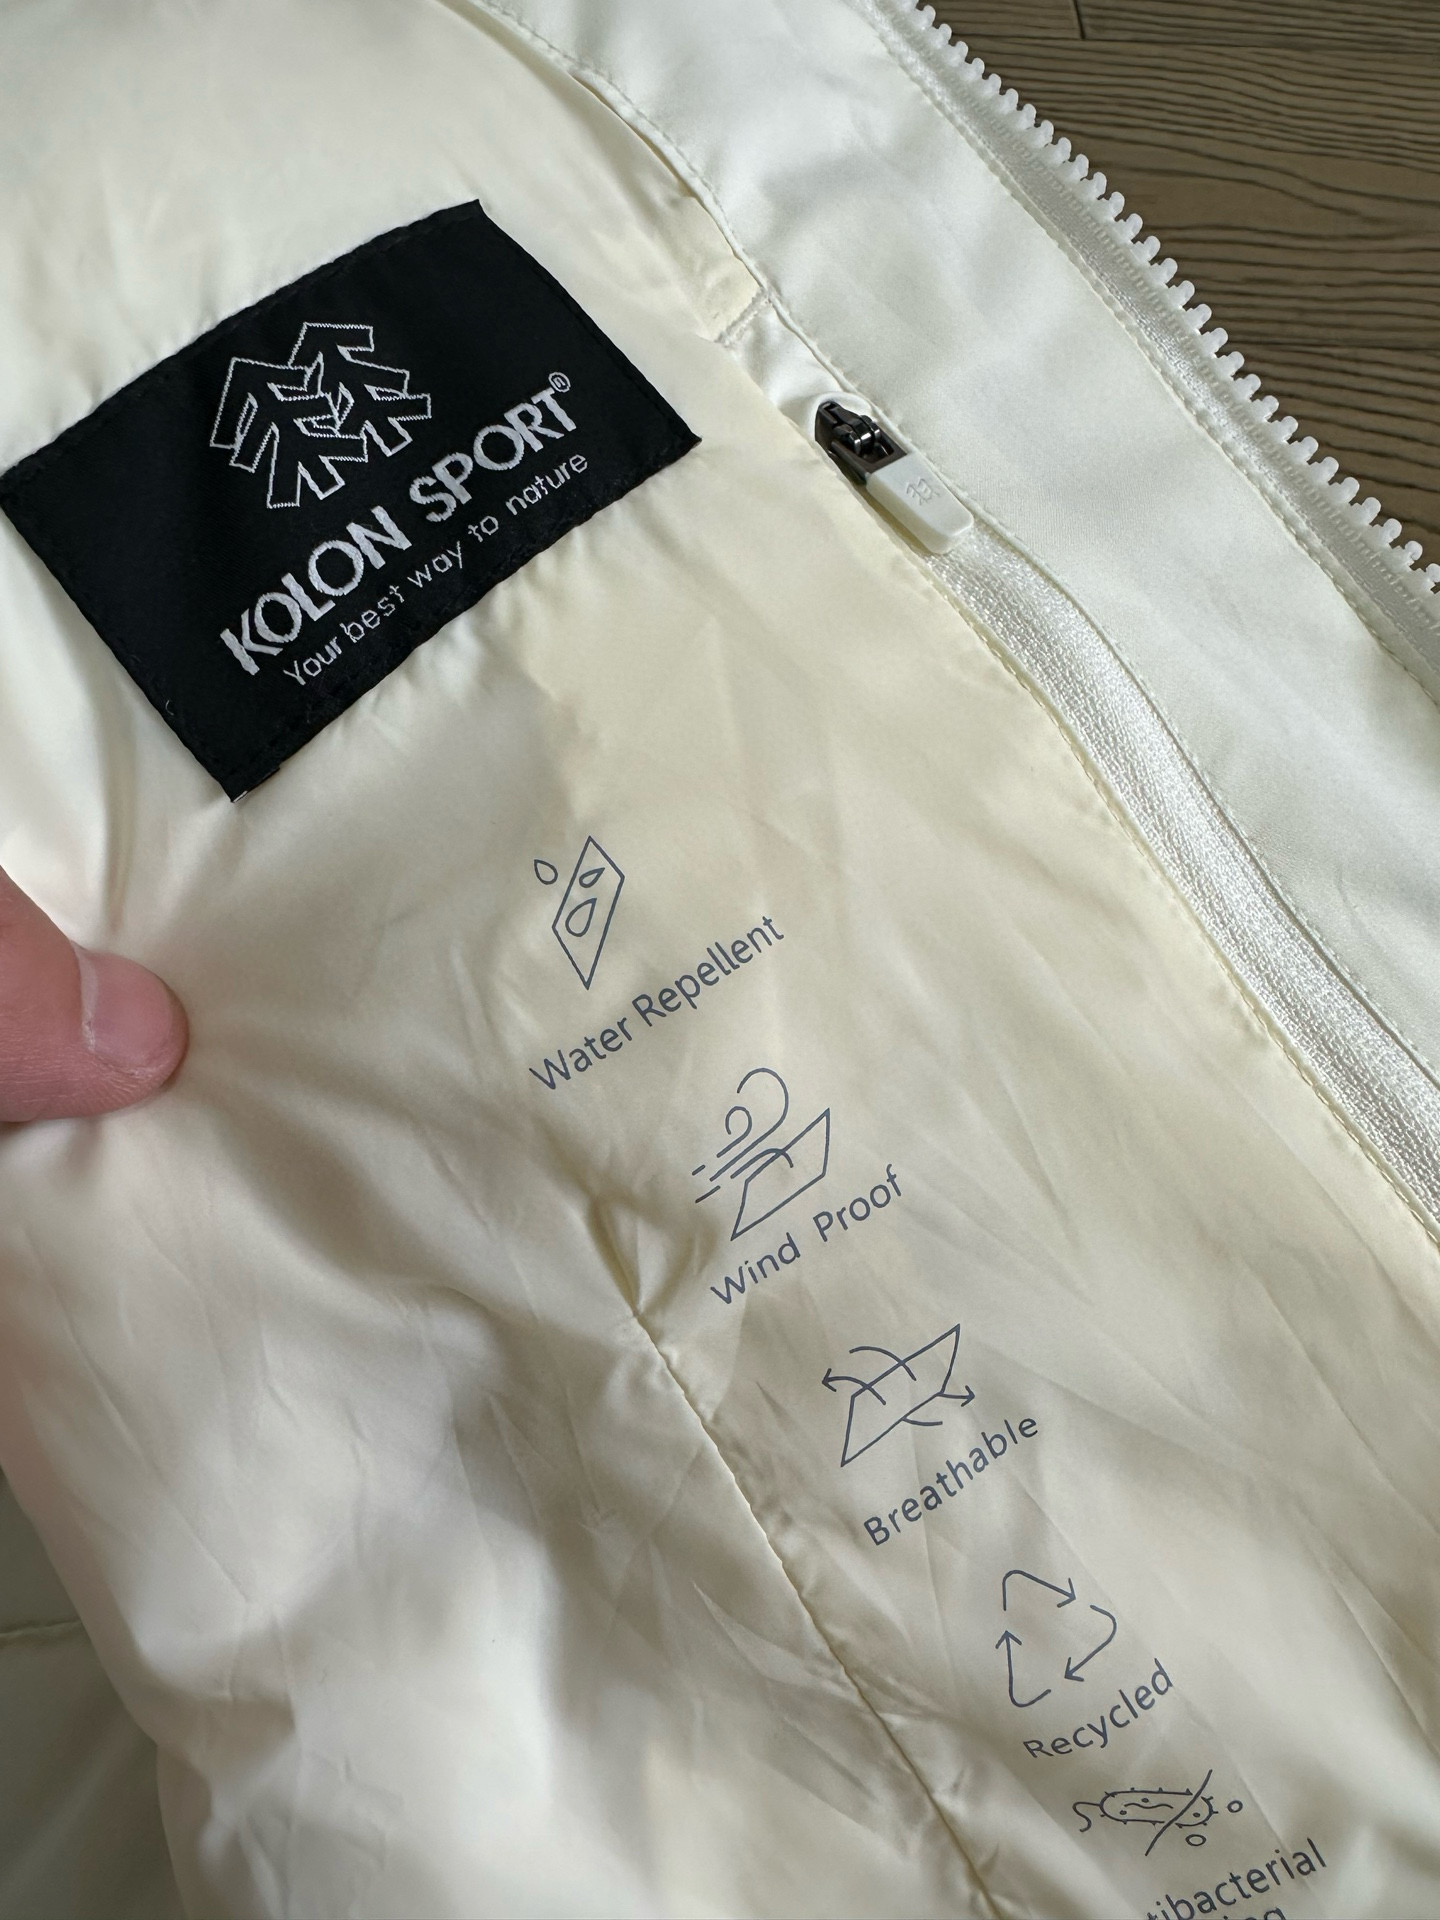 KOLON SPORT®
Your best way to nature
Water Repellent
Wind Proof
Breathable
Recycled